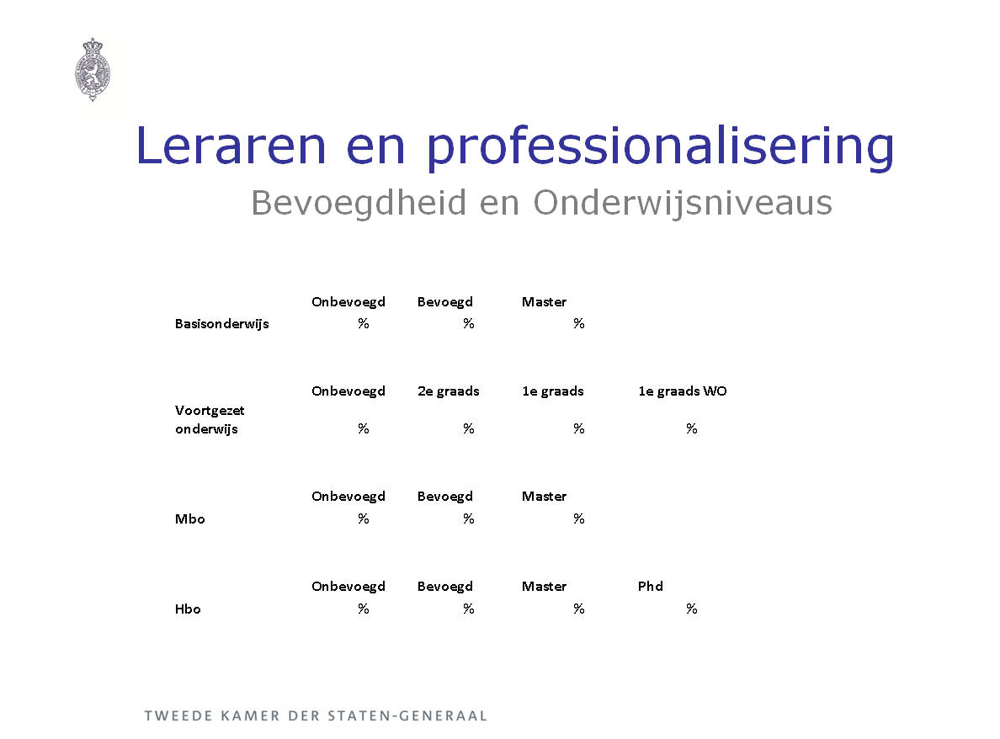 Leraren en professionalisering
Bevoegdheid en Onderwijsniveaus
Onbevoegd Bevoegd Master
Basisonderwijs % % %
Onbevoegd 2e graads 1e graads 1e graads WO
Voortgezet
onderwijs % % % %
Onbevoegd Bevoegd Master
Mbo % % %
Onbevoegd Bevoegd Master Phd
Hbo % % % %
TWEEDE KAMER DER STATEN-GENERAAL